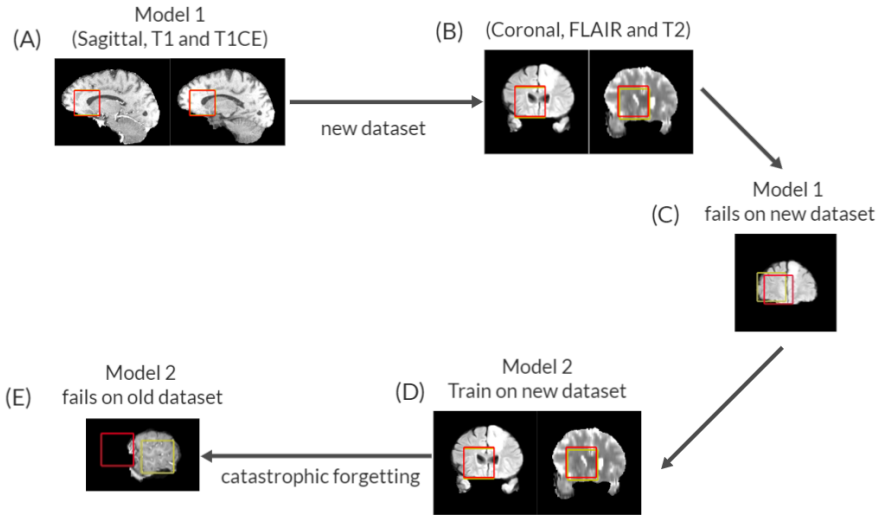 (A)
Model 1
(Sagittal, T1 and T1CE)
new dataset
(B)
(Coronal, FLAIR and T2)
Model 1
(C)
fails on new dataset
Model 2
(D)
Train on new dataset
catastrophic forgetting
Model 2
(E)
fails on old dataset